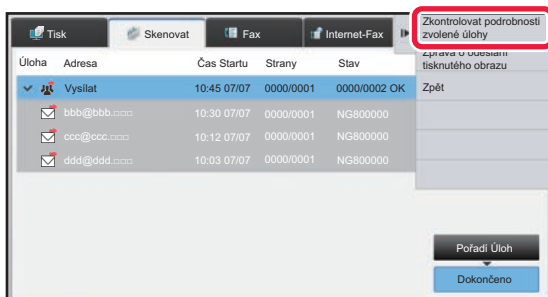 Tisk
Skenovat
Fax
Internet-Fax
Zkontrolovat podrobnosti
zvolené úlohy
Zpráva o odeslání
tisknutého obrazu
Zpět
Úloha Adresa Čas Startu Strany Stav
Vysílat 10:45 07/07 0000/0001 0000/0002 OK
bbb@bbb.□□□ 10:30 07/07 0000/0001 NG800000
ccc@ccc.□□□ 10:12 07/07 0000/0001 NG800000
ddd@ddd.□□□ 10:03 07/07 0000/0001 NG800000
Pořadí Úloh
Dokončeno